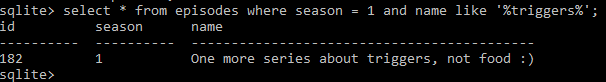 sqlite> select * from episodes where season = 1 and name like '%triggers%';
id          season      name
----------  ----------  -------------------------------------------
182         1           One more series about triggers, not food :)
sqlite>